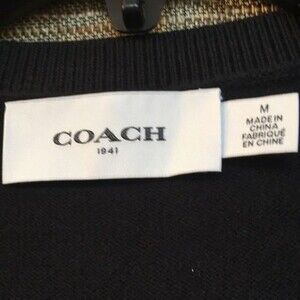 COACH
1941
M
MADE IN
CHINA
FABRIQUÉ
EN CHINE